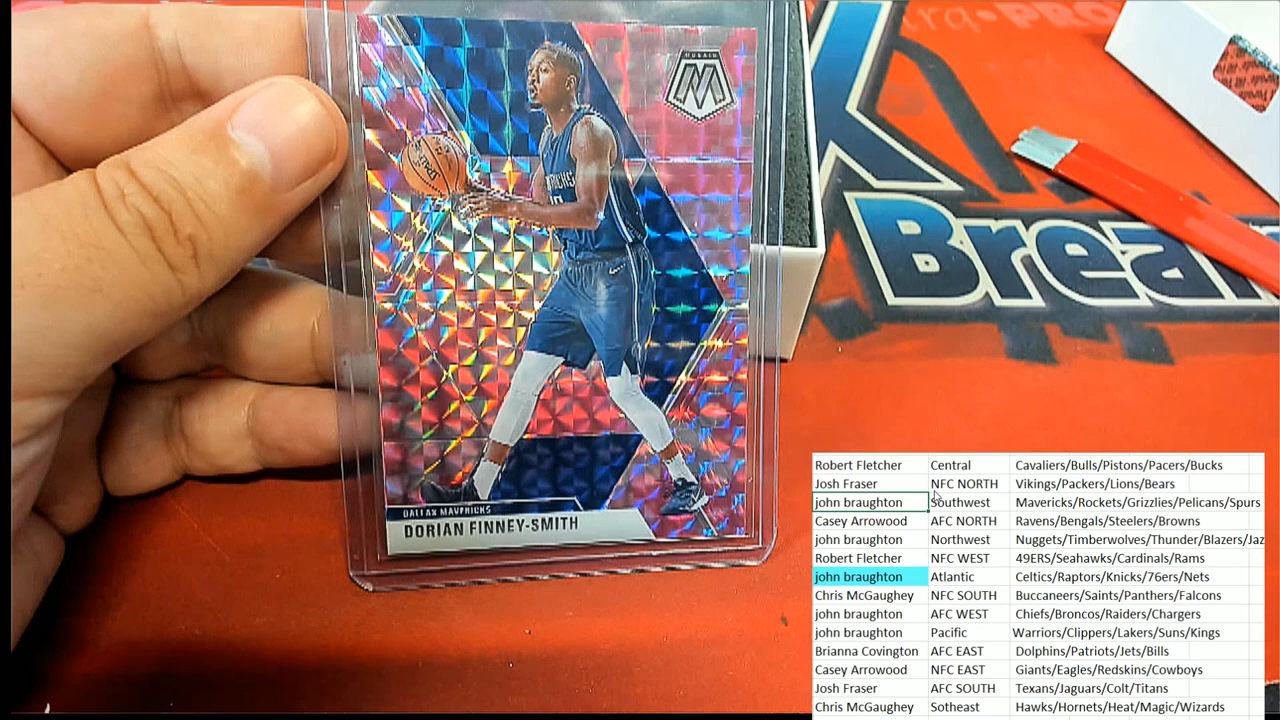 MOSAIC
M
SPALDING
DALLAS MAVERICKS
DORIAN FINNEY-SMITH
ra-PRO
Break
Robert Fletcher Central Cavaliers/Bulls/Pistons/Pacers/Bucks
Josh Fraser NFC NORTH Vikings/Packers/Lions/Bears
john braughton Southwest Mavericks/Rockets/Grizzlies/Pelicans/Spurs
Casey Arrowood AFC NORTH Ravens/Bengals/Steelers/Browns
john braughton Northwest Nuggets/Timberwolves/Thunder/Blazers/Jaz
Robert Fletcher NFC WEST 49ERS/Seahawks/Cardinals/Rams
john braughton Atlantic Celtics/Raptors/Knicks/76ers/Nets
Chris McGaughey NFC SOUTH Buccaneers/Saints/Panthers/Falcons
john braughton AFC WEST Chiefs/Broncos/Raiders/Chargers
john braughton Pacific Warriors/Clippers/Lakers/Suns/Kings
Brianna Covington AFC EAST Dolphins/Patriots/Jets/Bills
Casey Arrowood NFC EAST Giants/Eagles/Redskins/Cowboys
Josh Fraser AFC SOUTH Texans/Jaguars/Colt/Titans
Chris McGaughey Sotheast Hawks/Hornets/Heat/Magic/Wizards